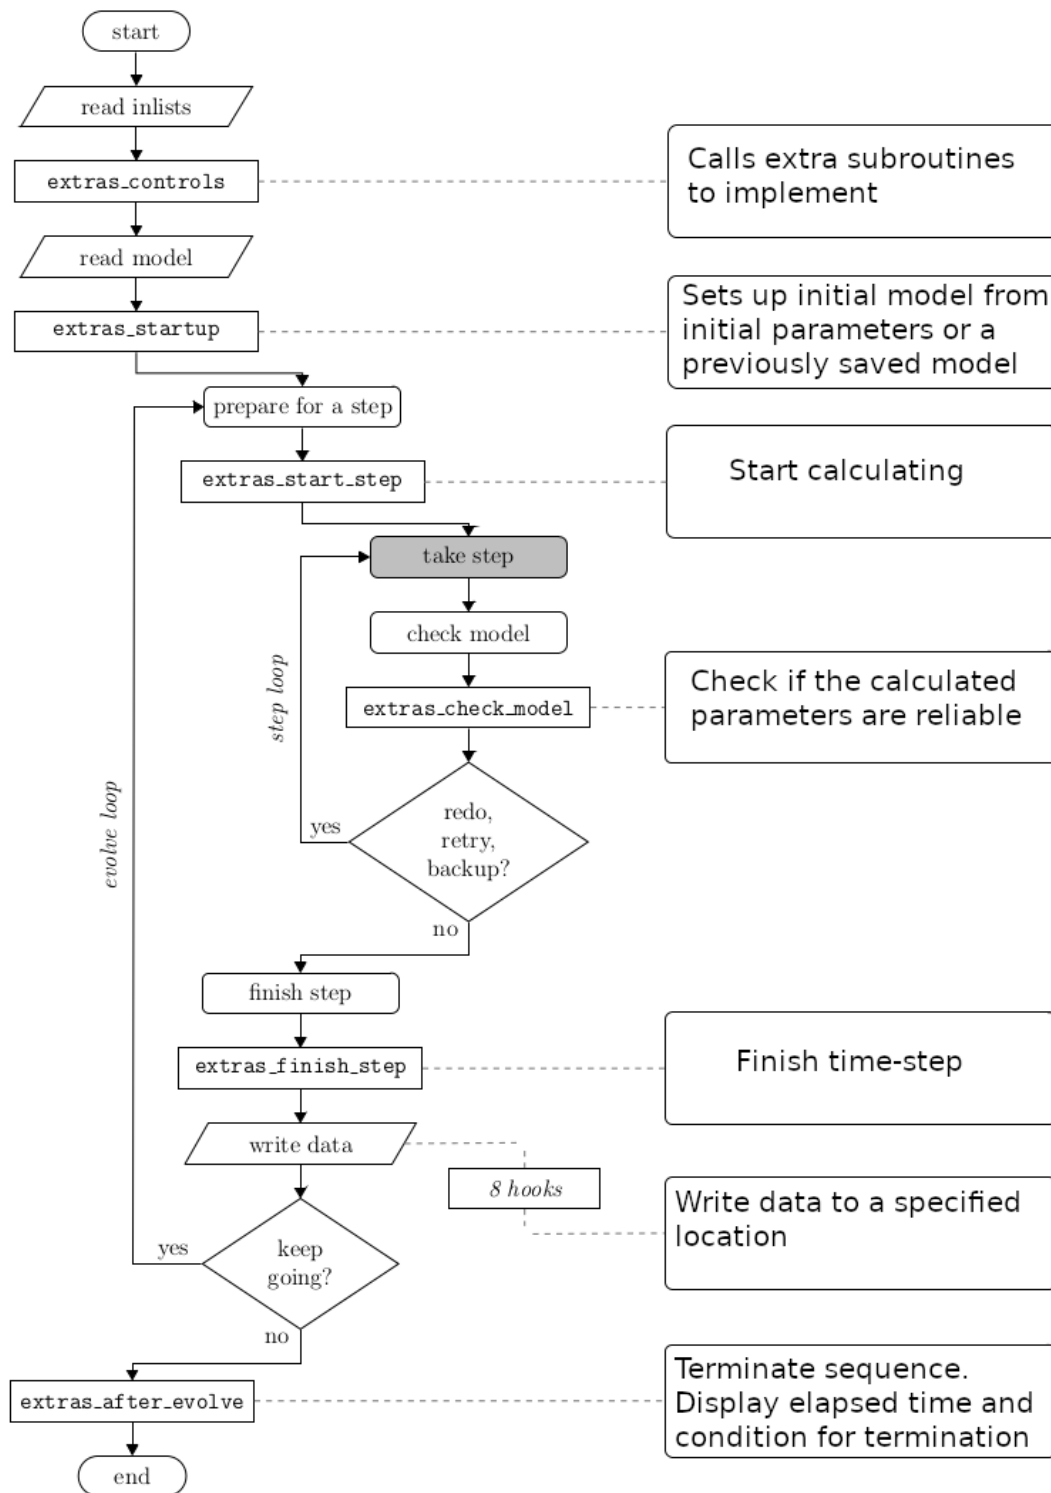 start
read inlists
extras_controls
Calls extra subroutines
to implement
read model
extras_startup
Sets up initial model from
initial parameters or a
previously saved model
prepare for a step
extras_start_step
Start calculating
take step
check model
extras_check_model
Check if the calculated
parameters are reliable
step loop
evolve loop
redo,
retry,
backup?
yes
no
finish step
extras_finish_step
Finish time-step
write data
8 hooks
Write data to a specified
location
keep
going?
yes
no
extras_after_evolve
Terminate sequence.
Display elapsed time and
condition for termination
end